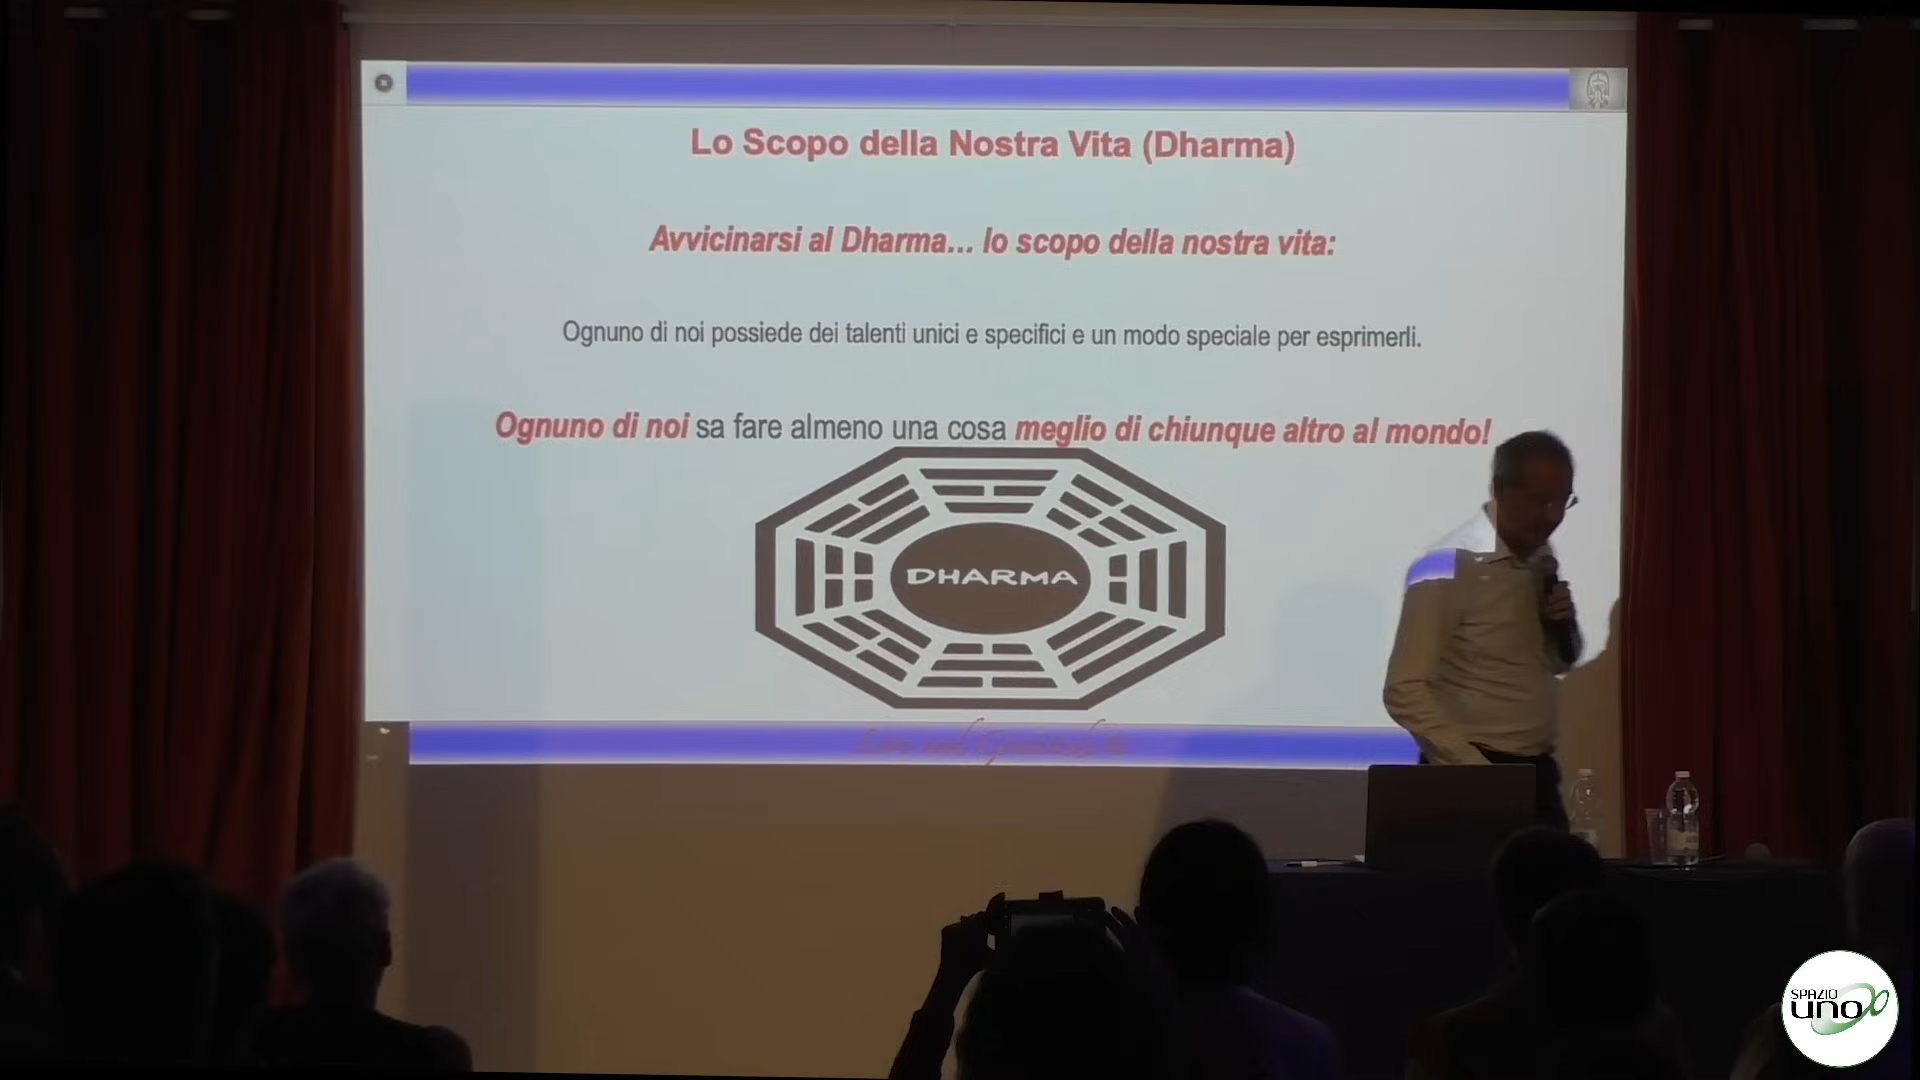 Lo Scopo della Nostra Vita (Dharma)
Avvicinarsi al Dharma... lo scopo della nostra vita:
Ognuno di noi possiede dei talenti unici e specifici e un modo speciale per esprimerli.
Ognuno di noi sa fare almeno una cosa meglio di chiunque altro al mondo!
DHARMA
SPAZIO
uno